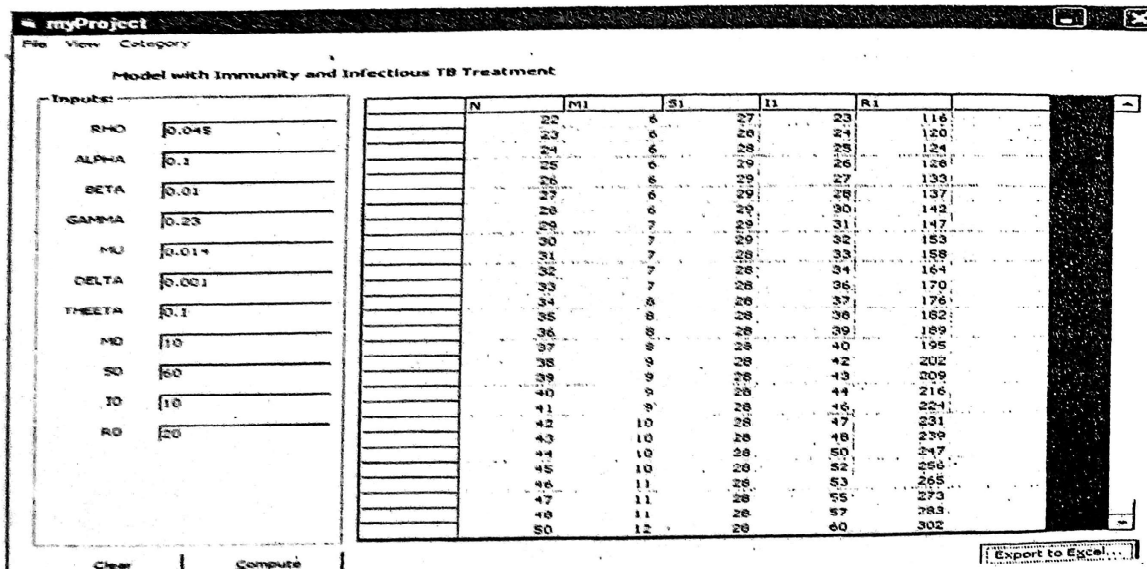 myProject
File View Category
Model with Immunity and Infectious TB Treatment
Inputs:
RHO 0.045
ALPHA 0.1
BETA 0.01
GAMMA 0.23
MU 0.014
DELTA 0.001
THEETA 0.1
M0 10
S0 60
I0 10
R0 20
Clear Compute
N M1 S1 I1 R1
22 6 27 23 116
23 6 28 24 120
24 6 28 25 124
25 6 29 26 128
26 6 29 27 133
27 6 29 28 137
28 6 29 30 142
29 7 29 31 147
30 7 29 32 153
31 7 28 33 158
32 7 28 34 164
33 7 28 36 170
34 8 28 37 176
35 8 28 38 182
36 8 28 39 189
37 8 28 40 195
38 9 28 42 202
39 9 28 43 209
40 9 28 44 216
41 9 28 46 224
42 10 28 47 231
43 10 28 48 239
44 10 28 50 247
45 10 28 52 256
46 11 28 53 265
47 11 28 55 273
48 11 28 57 283
50 12 28 60 302
Export to Excel...